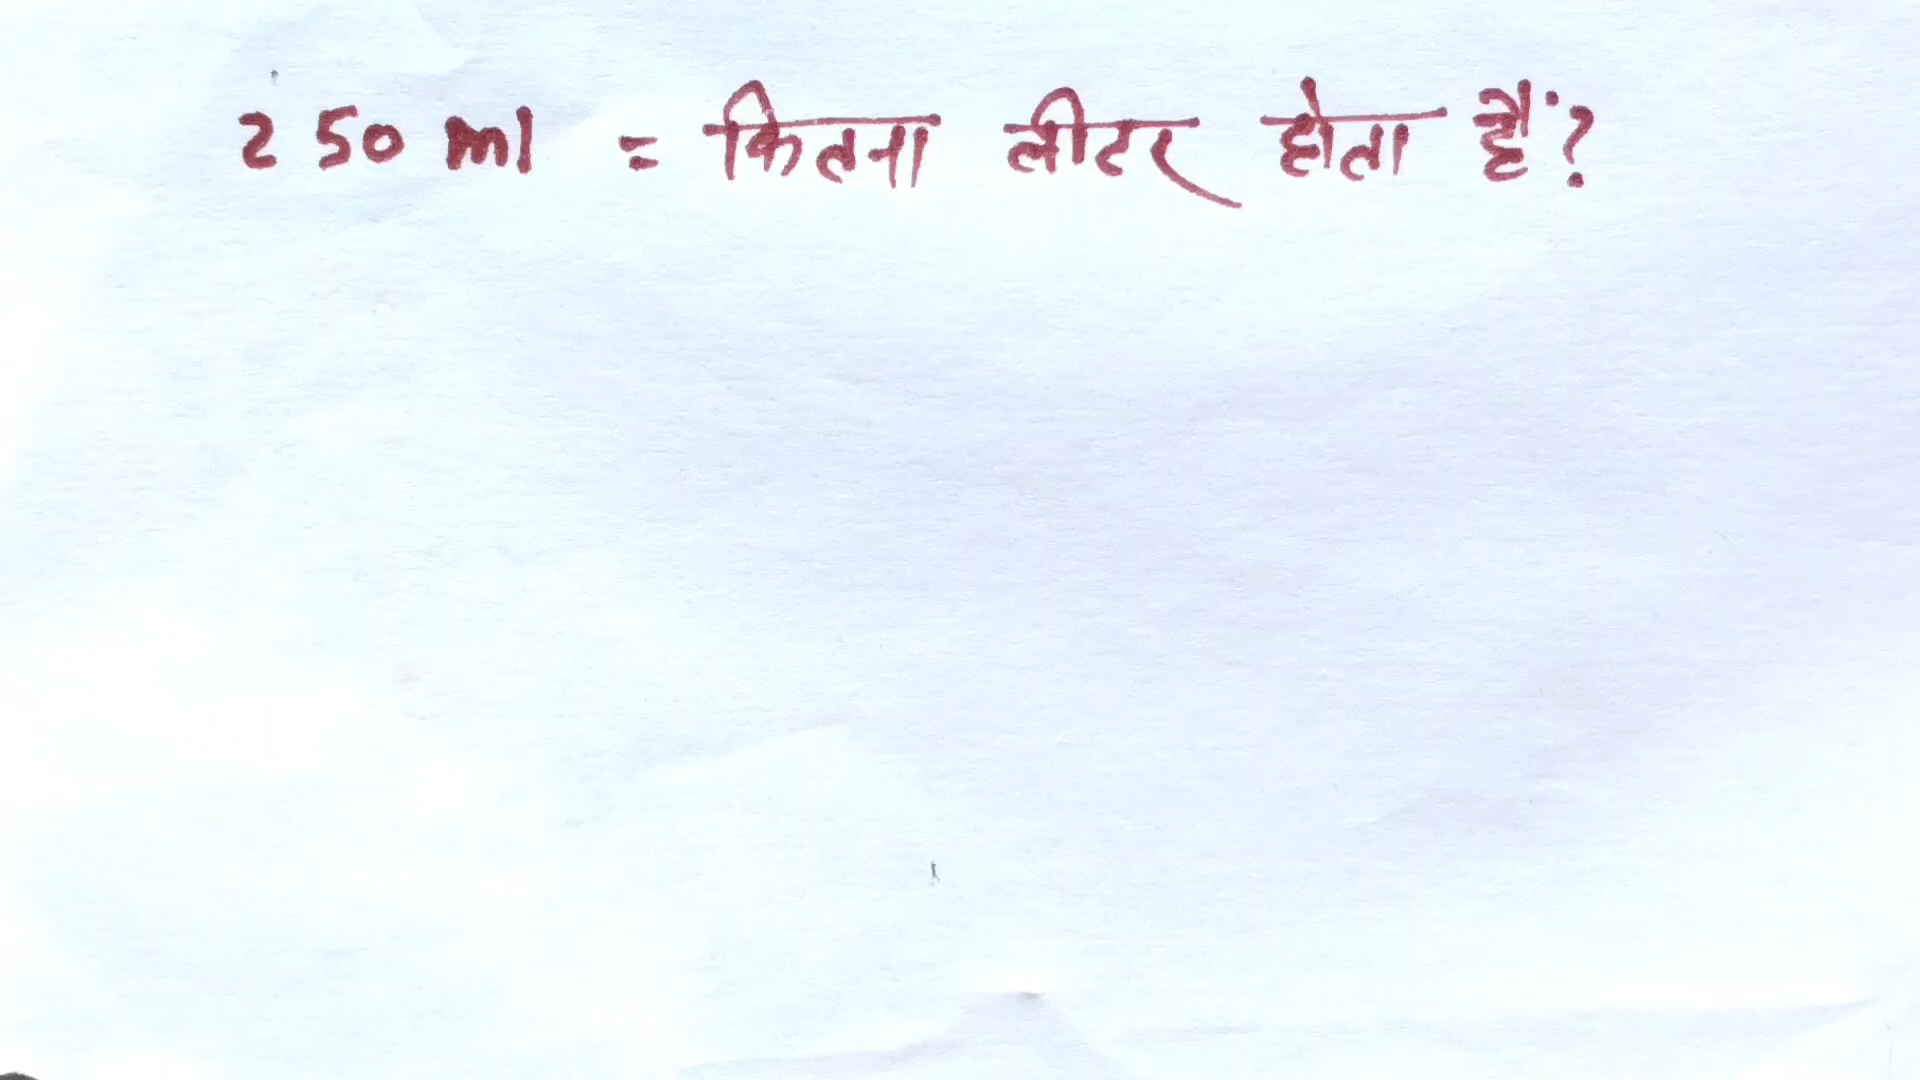 250 ml = कितना लीटर होता हैं?